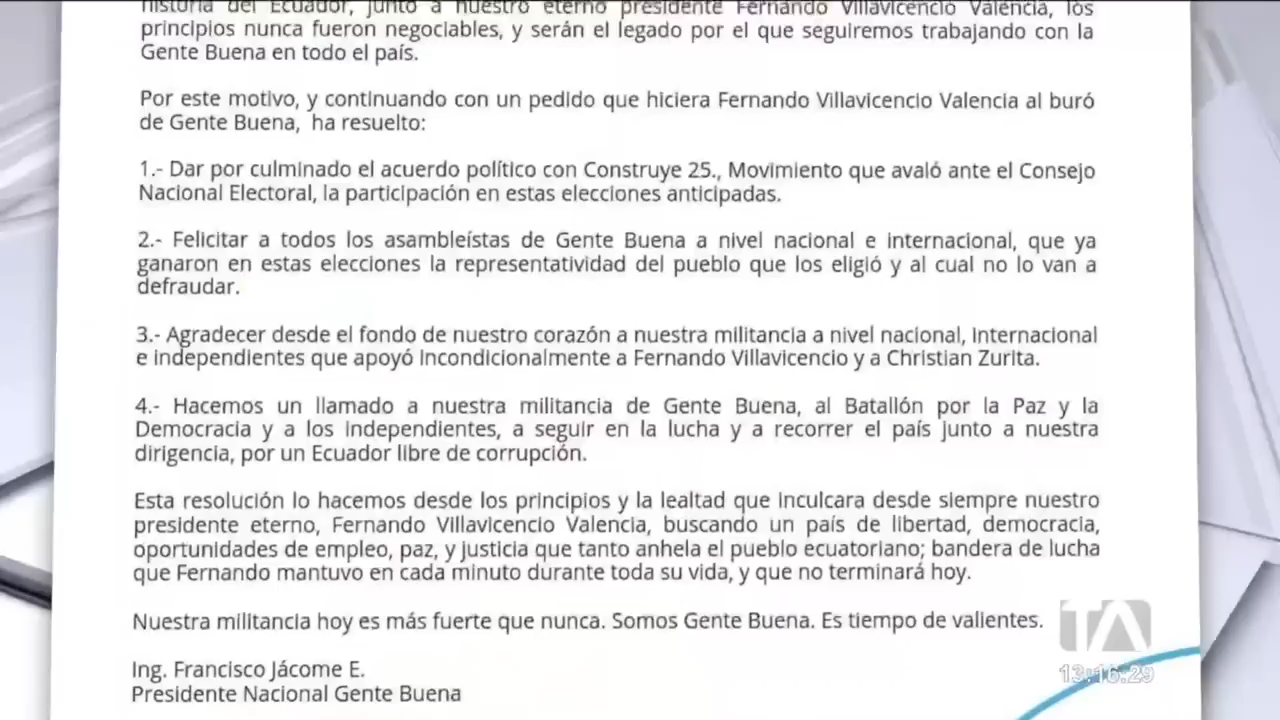 historia del Ecuador, junto a nuestro eterno presidente Fernando Villavicencio Valencia, los
principios nunca fueron negociables, y serán el legado por el que seguiremos trabajando con la
Gente Buena en todo el país.
Por este motivo, y continuando con un pedido que hiciera Fernando Villavicencio Valencia al buró
de Gente Buena, ha resuelto:
1.- Dar por culminado el acuerdo político con Construye 25., Movimiento que avaló ante el Consejo
Nacional Electoral, la participación en estas elecciones anticipadas.
2.- Felicitar a todos los asambleístas de Gente Buena a nivel nacional e internacional, que ya
ganaron en estas elecciones la representatividad del pueblo que los eligió y al cual no lo van a
defraudar.
3.- Agradecer desde el fondo de nuestro corazón a nuestra militancia a nivel nacional, internacional
e independientes que apoyó incondicionalmente a Fernando Villavicencio y a Christian Zurita.
4.- Hacemos un llamado a nuestra militancia de Gente Buena, al Batallón por la Paz y la
Democracia y a los independientes, a seguir en la lucha y a recorrer el país junto a nuestra
dirigencia, por un Ecuador libre de corrupción.
Esta resolución lo hacemos desde los principios y la lealtad que inculcara desde siempre nuestro
presidente eterno, Fernando Villavicencio Valencia, buscando un país de libertad, democracia,
oportunidades de empleo, paz, y justicia que tanto anhela el pueblo ecuatoriano; bandera de lucha
que Fernando mantuvo en cada minuto durante toda su vida, y que no terminará hoy.
Nuestra militancia hoy es más fuerte que nunca. Somos Gente Buena. Es tiempo de valientes.
Ing. Francisco Jácome E.
Presidente Nacional Gente Buena
TA
13:16:29